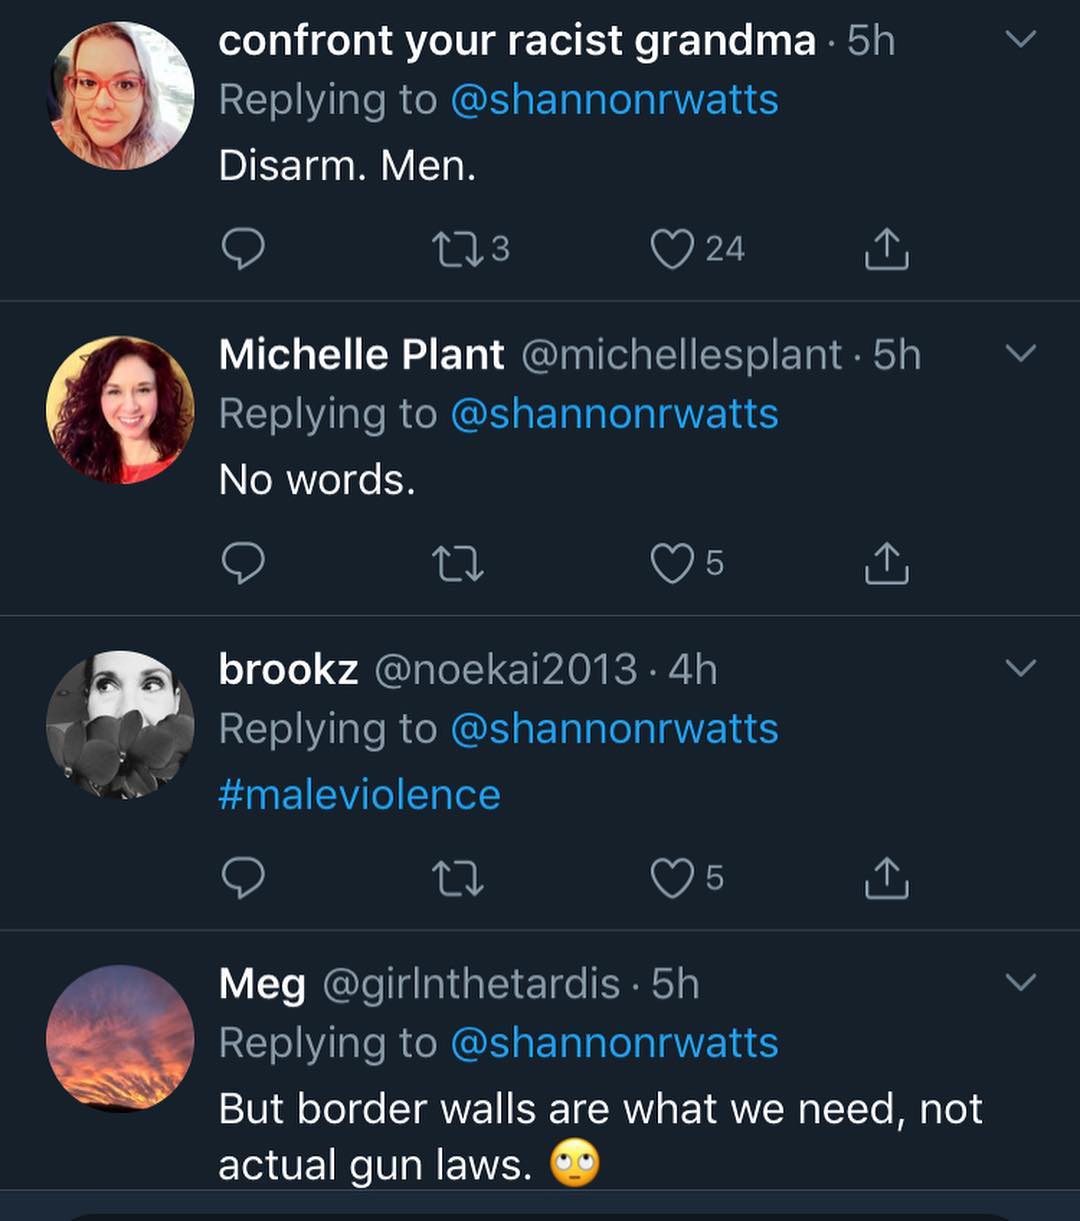 confront your racist grandma · 5h
Replying to @shannonrwatts
Disarm. Men.
3 24
Michelle Plant @michellesplant · 5h
Replying to @shannonrwatts
No words.
5
brookz @noekai2013 · 4h
Replying to @shannonrwatts
#maleviolence
5
Meg @girlnthetardis · 5h
Replying to @shannonrwatts
But border walls are what we need, not
actual gun laws. 🙄